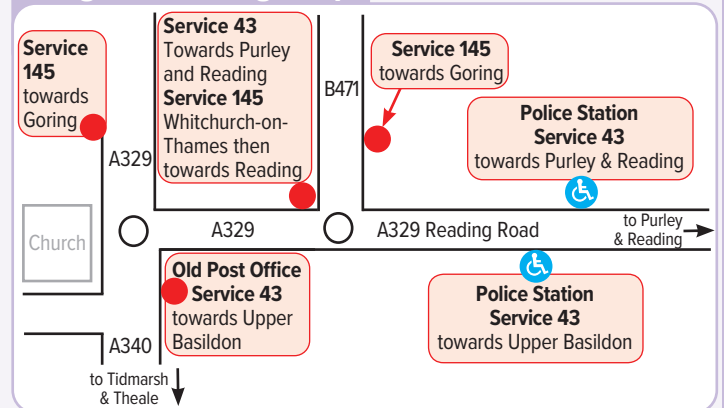 Service
145
towards
Goring
Service 43
Towards Purley
and Reading
Service 145
Whitchurch-on-
Thames then
towards Reading
B471
Service 145
towards Goring
Police Station
Service 43
towards Purley & Reading
A329
Church
A329
A329 Reading Road
to Purley
& Reading
Old Post Office
Service 43
towards Upper
Basildon
Police Station
Service 43
towards Upper Basildon
A340
to Tidmarsh
& Theale